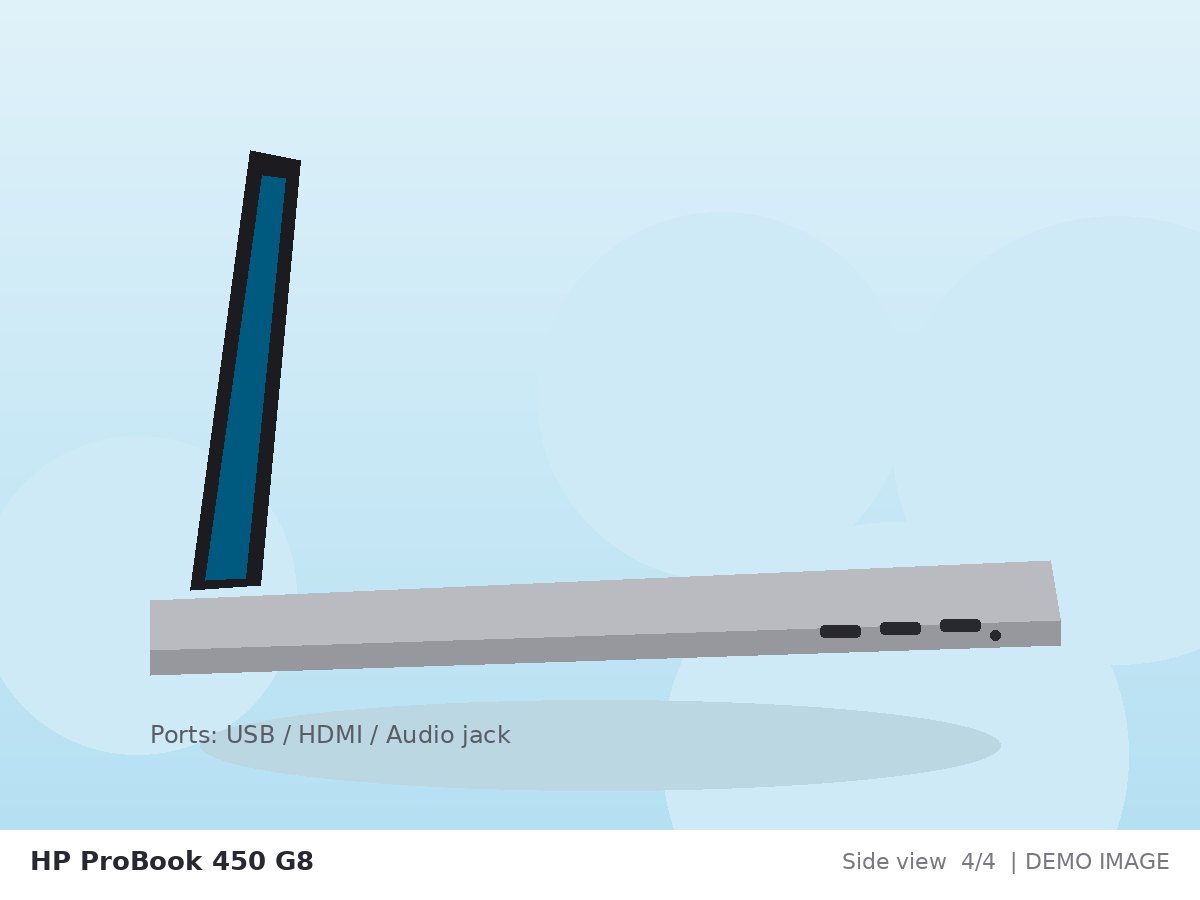 Ports: USB / HDMI / Audio jack
HP ProBook 450 G8
Side view 4/4 | DEMO IMAGE